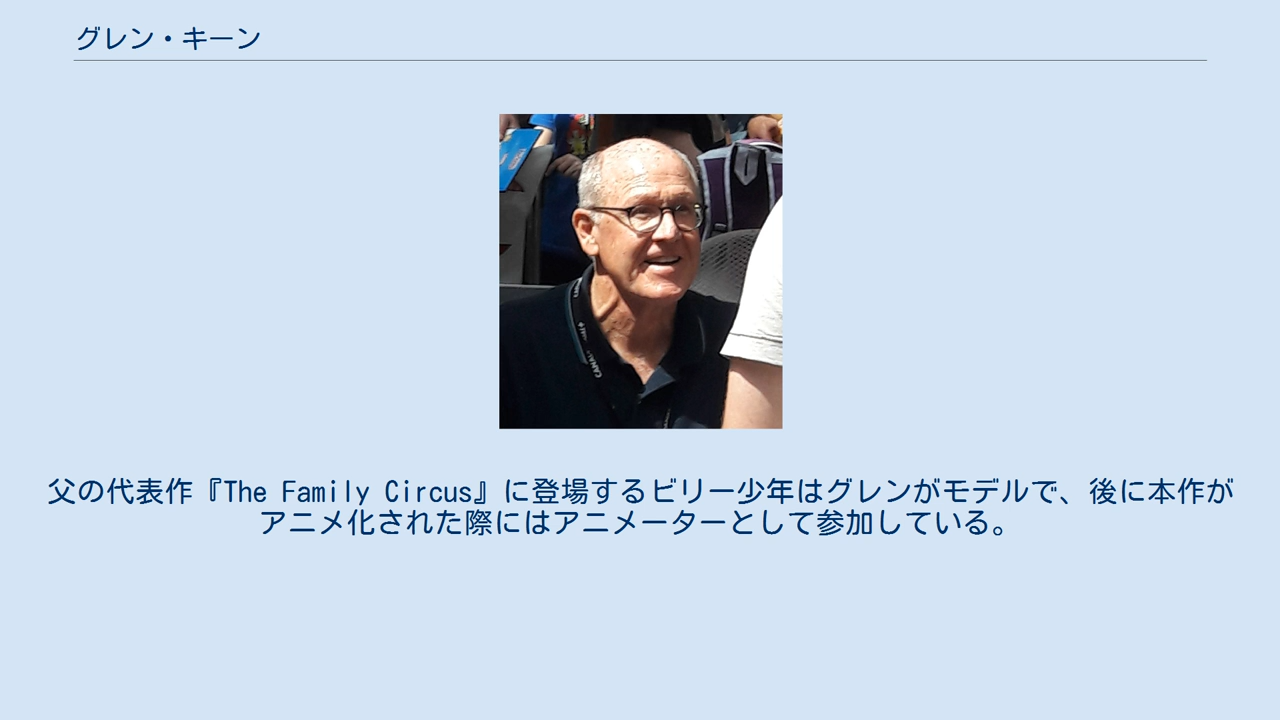 グレン・キーン
CANAL+
父の代表作『The Family Circus』に登場するビリー少年はグレンがモデルで、後に本作が
アニメ化された際にはアニメーターとして参加している。